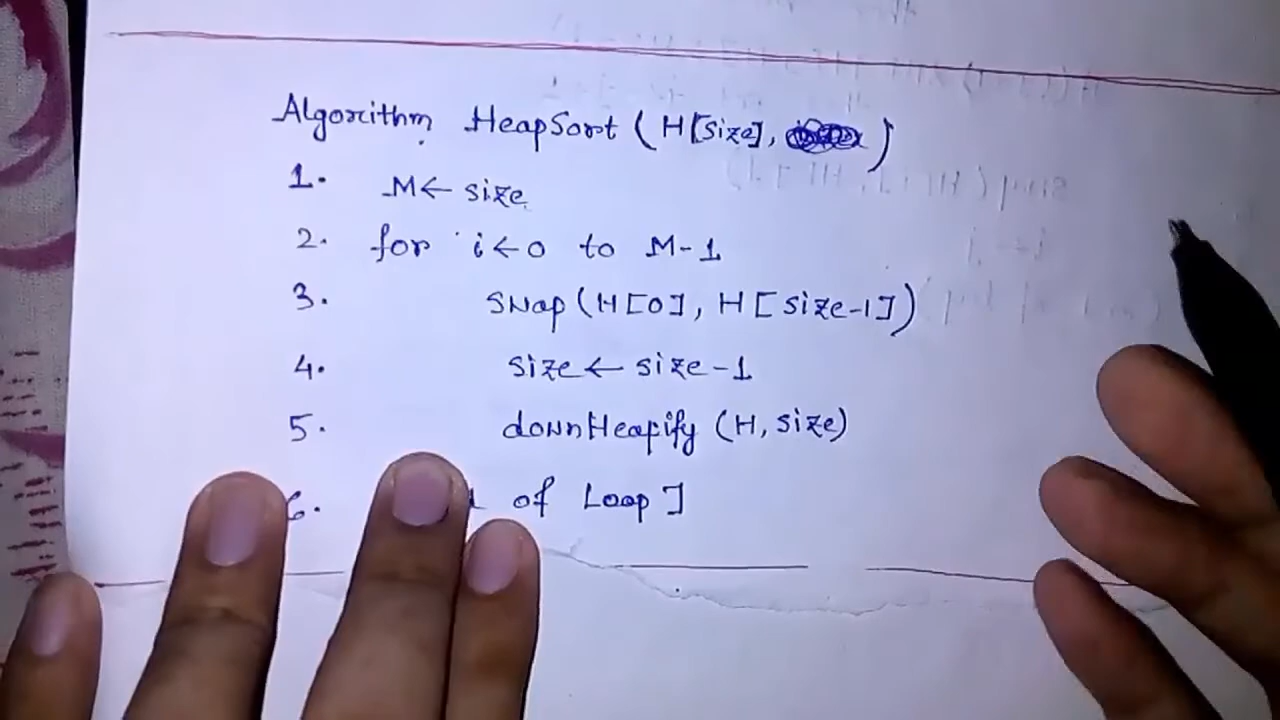 Algorithm HeapSort (H[size], )
1. M← size
2. for i←0 to M-1
3. Swap (H[0], H[size-1])
4. size← size-1
5. downHeapify (H, size)
6. of Loop]